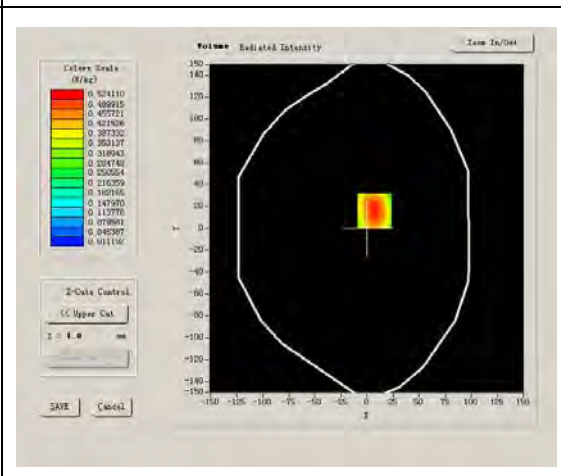 Volume Radiated Intensity
Zoom In/Out
Colors Scale
(W/kg)
0.524110
0.489915
0.455721
0.421526
0.387332
0.353137
0.318943
0.284748
0.250554
0.216359
0.182165
0.147970
0.113776
0.079581
0.045387
0.011192
Z-Cuts Control
<< Upper Cut
Z = 4.0 mm
SAVE
Cancel
150
140
120
100
80
60
40
20
0
-20
-40
-60
-80
-100
-120
-140
-150
Y
-150 -125 -100 -75 -50 -25 0 25 50 75 100 125 150
X